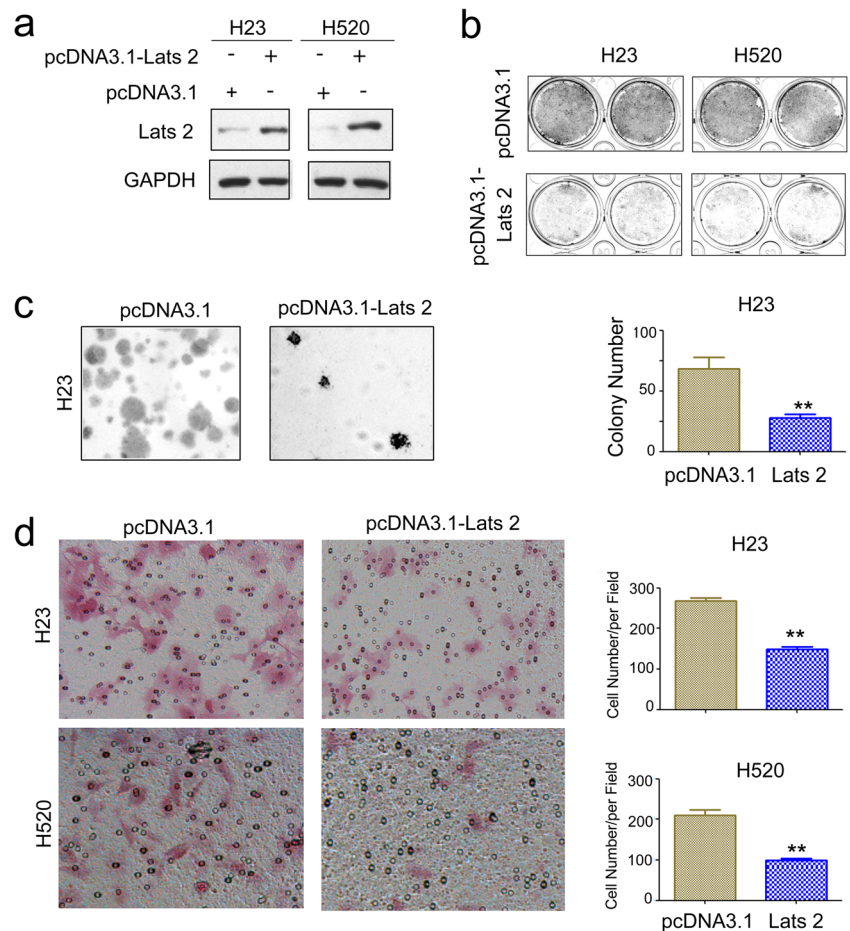 a
H23 H520
pcDNA3.1-Lats 2 - + - +
pcDNA3.1 + - + -
Lats 2
GAPDH
b
H23 H520
pcDNA3.1
pcDNA3.1-
Lats 2
c
pcDNA3.1 pcDNA3.1-Lats 2
H23
H23
Colony Number
100
50
0
**
pcDNA3.1 Lats 2
d
pcDNA3.1 pcDNA3.1-Lats 2
H23
H520
H23
Cell Number/per Field
300
200
100
0
**
H520
Cell Number/per Field
300
200
100
0
**
pcDNA3.1 Lats 2